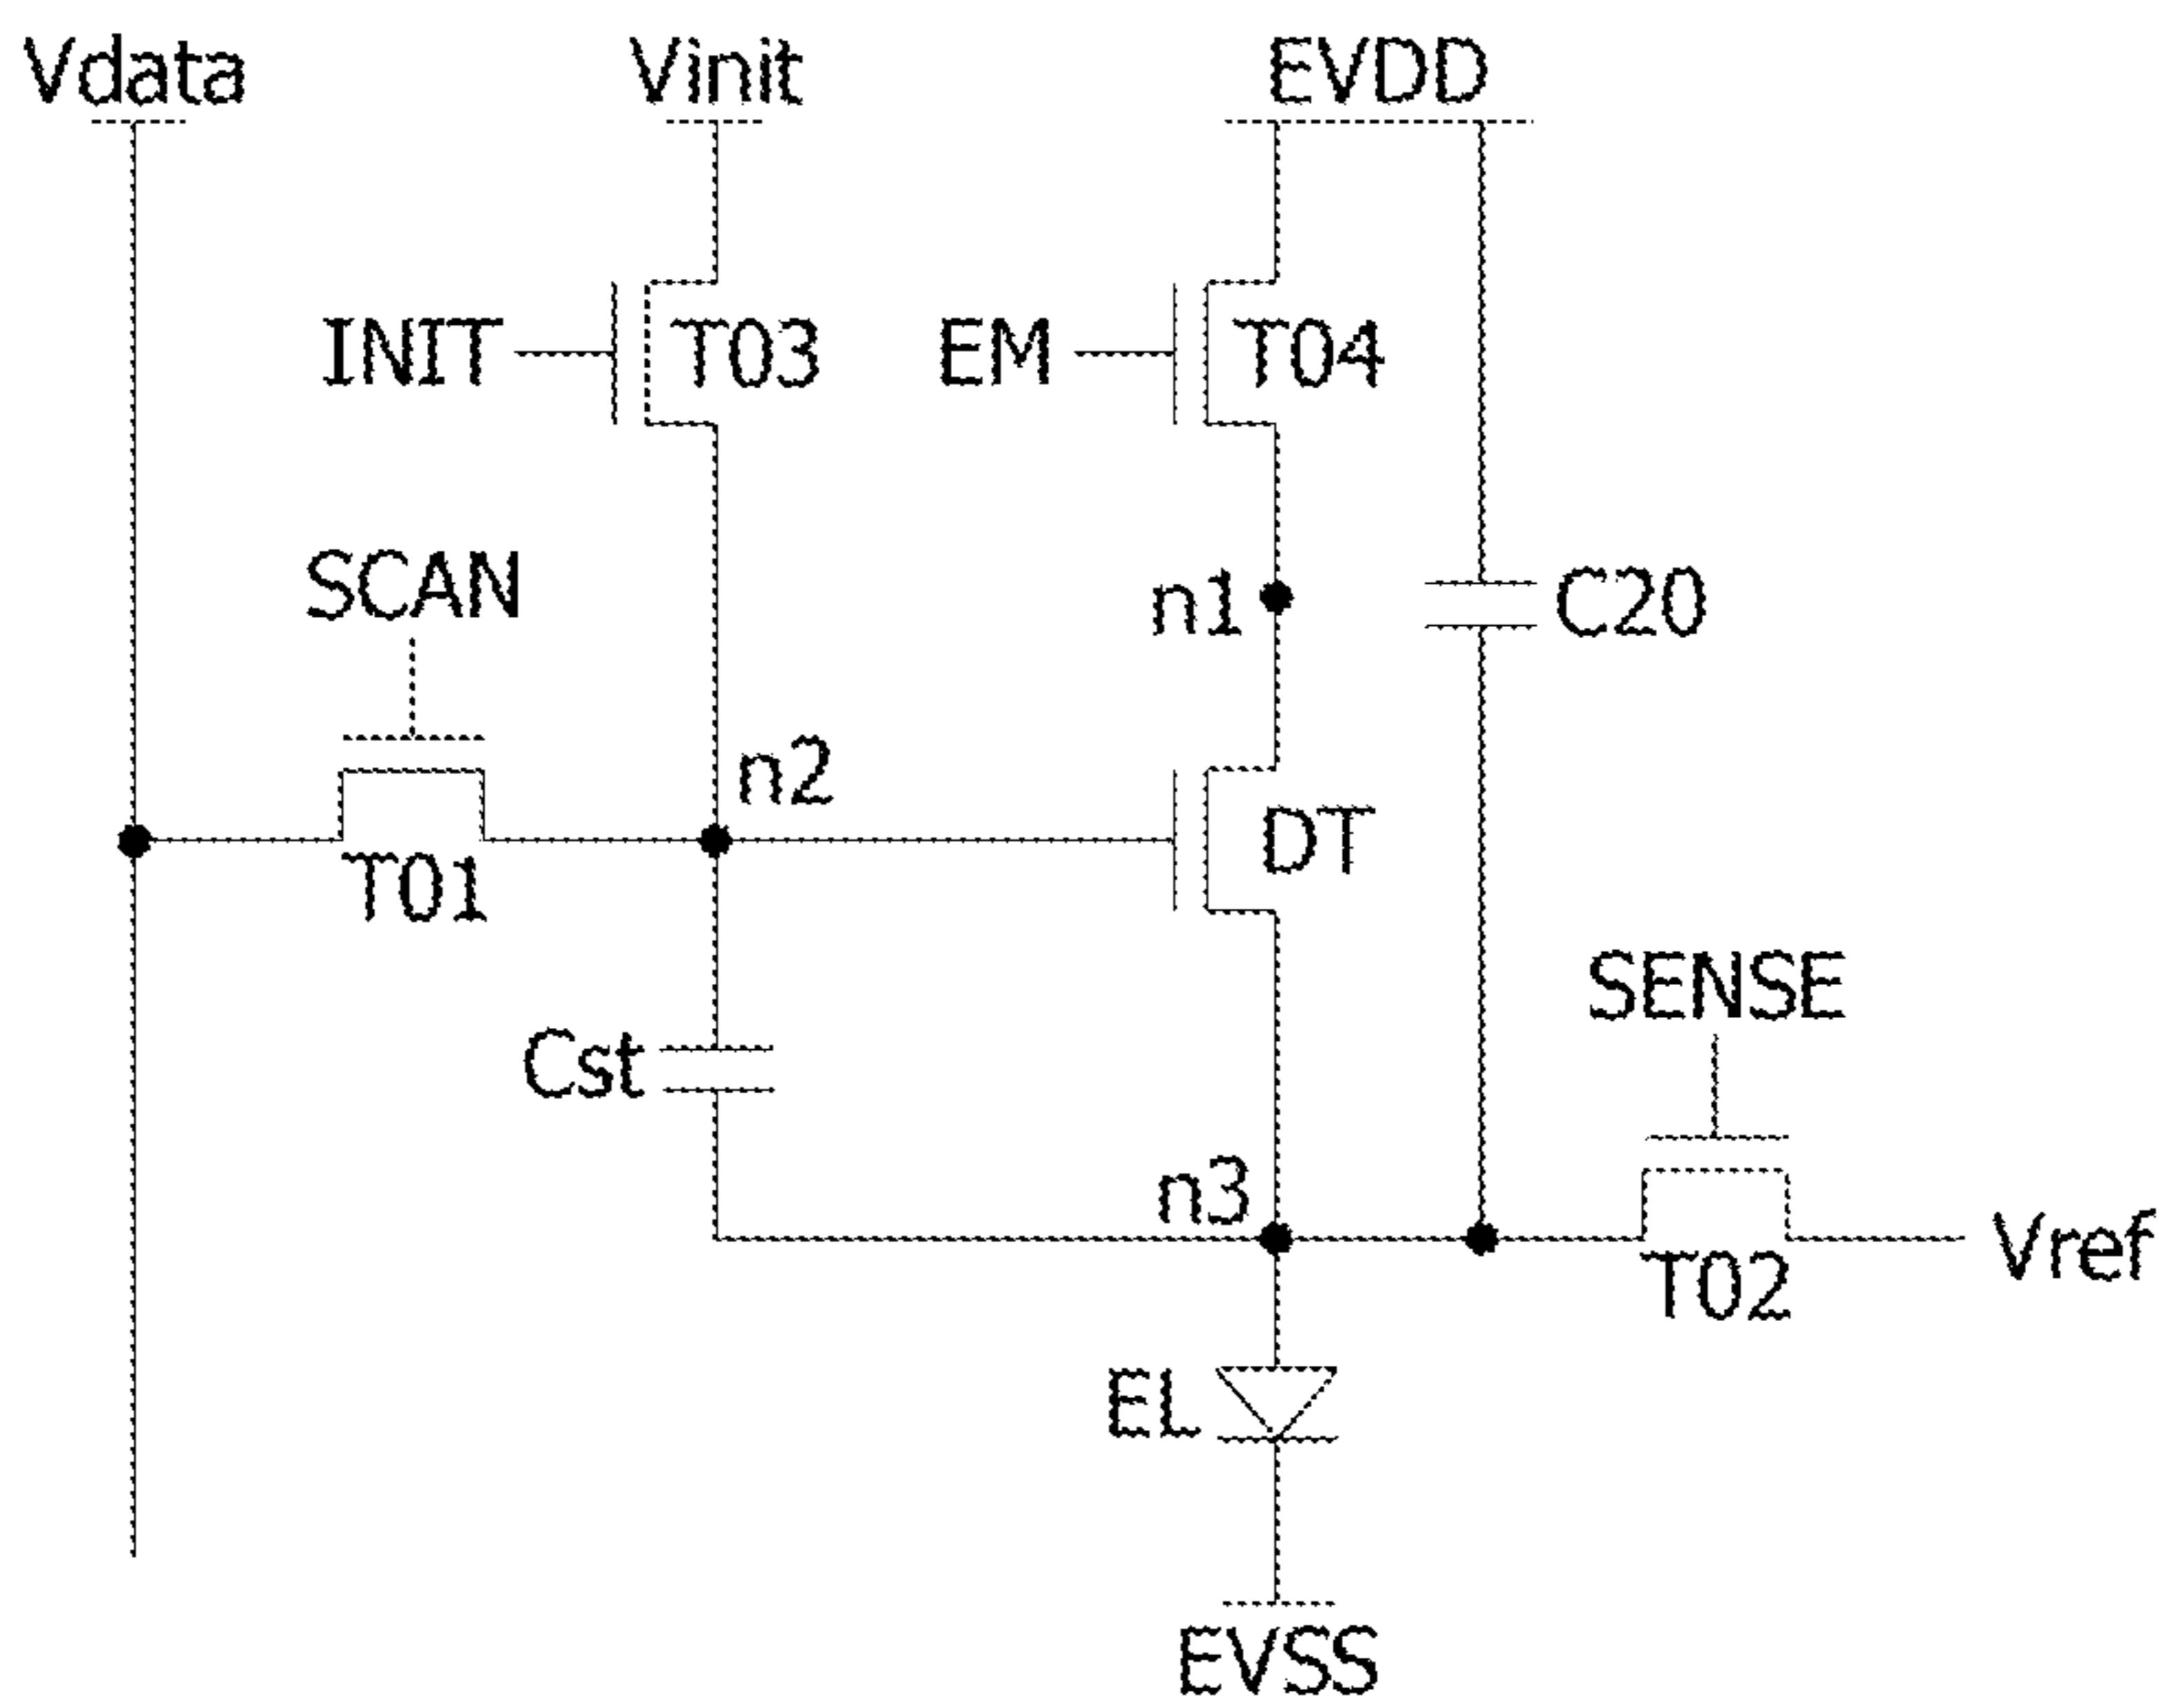 Vdata
Vinit
EVDD
INIT
T03
EM
T04
SCAN
n1
C20
n2
DT
T01
SENSE
Cst
n3
Vref
T02
EL
EVSS